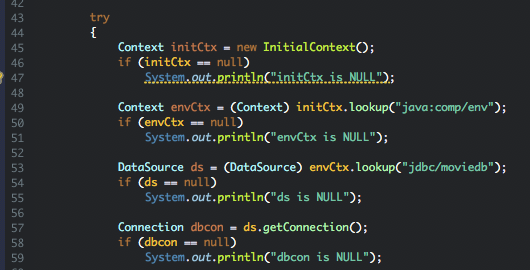 42
43 try
44 {
45 Context initCtx = new InitialContext();
46 if (initCtx == null)
47 System.out.println("initCtx is NULL");
48
49 Context envCtx = (Context) initCtx.lookup("java:comp/env");
50 if (envCtx == null)
51 System.out.println("envCtx is NULL");
52
53 DataSource ds = (DataSource) envCtx.lookup("jdbc/moviedb");
54 if (ds == null)
55 System.out.println("ds is NULL");
56
57 Connection dbcon = ds.getConnection();
58 if (dbcon == null)
59 System.out.println("dbcon is NULL");